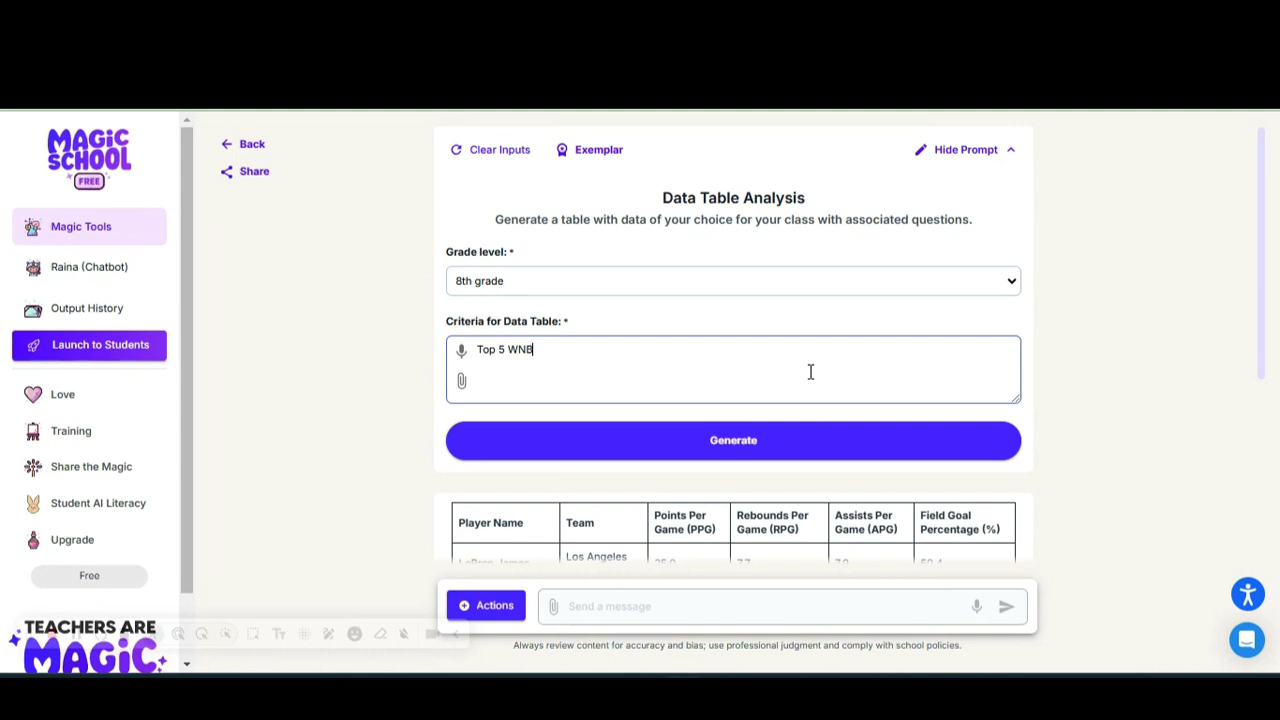 MAGIC
SCHOOL
FREE
Magic Tools
Raina (Chatbot)
Output History
Launch to Students
Love
Training
Share the Magic
Student AI Literacy
Upgrade
Free
TEACHERS ARE
MAGIC
Back
Share
Clear Inputs
Exemplar
Hide Prompt
Data Table Analysis
Generate a table with data of your choice for your class with associated questions.
Grade level: *
8th grade
Criteria for Data Table: *
Top 5 WNB
Generate
Player Name
Team
Points Per
Game (PPG)
Rebounds Per
Game (RPG)
Assists Per
Game (APG)
Field Goal
Percentage (%)
LeBron James
Los Angeles
Actions
Send a message
Always review content for accuracy and bias; use professional judgment and comply with school policies.